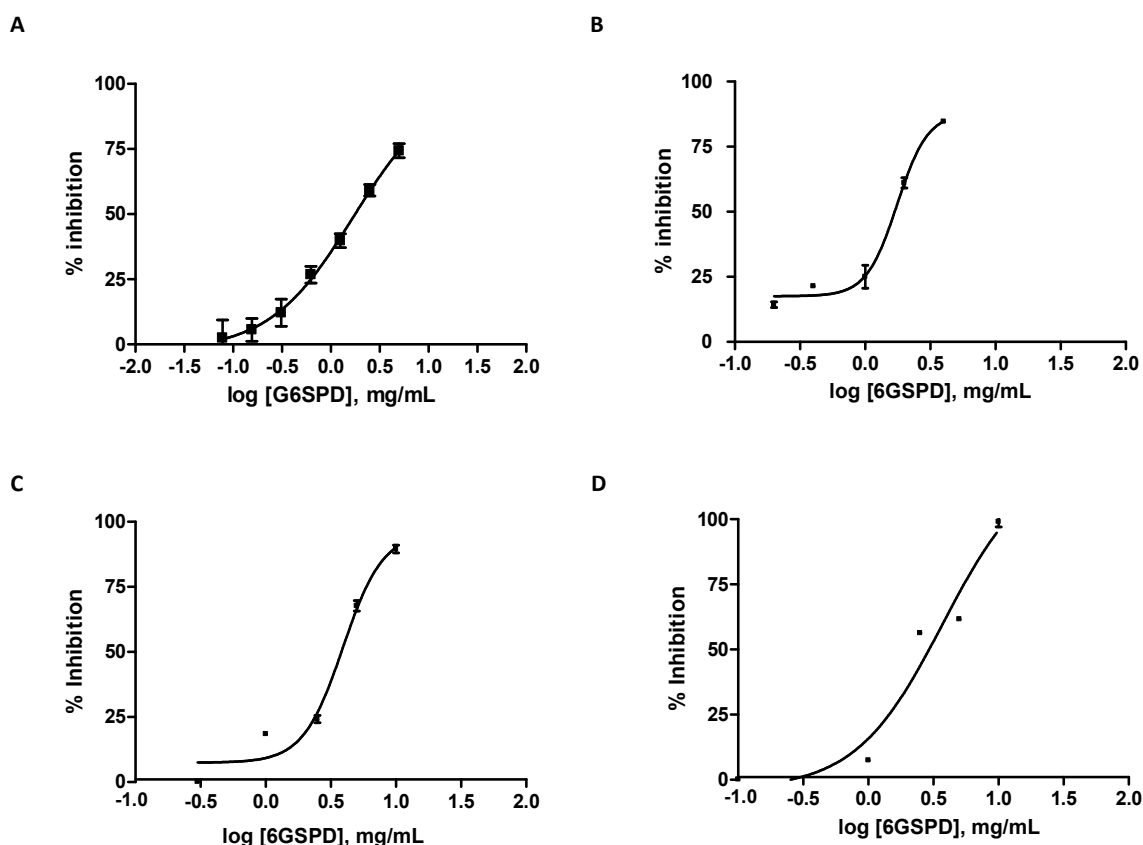 A
B
100
75
50
25
0
% inhibition
-2.0 -1.5 -1.0 -0.5 0.0 0.5 1.0 1.5 2.0
log [G6SPD], mg/mL
100
75
50
25
0
% inhibition
-1.0 -0.5 0.0 0.5 1.0 1.5 2.0
log [6GSPD], mg/mL
C
D
100
75
50
25
0
% Inhibition
-1.0 -0.5 0.0 0.5 1.0 1.5 2.0
log [6GSPD], mg/mL
100
75
50
25
0
% Inhibition
-1.0 -0.5 0.0 0.5 1.0 1.5 2.0
log [6GSPD], mg/mL